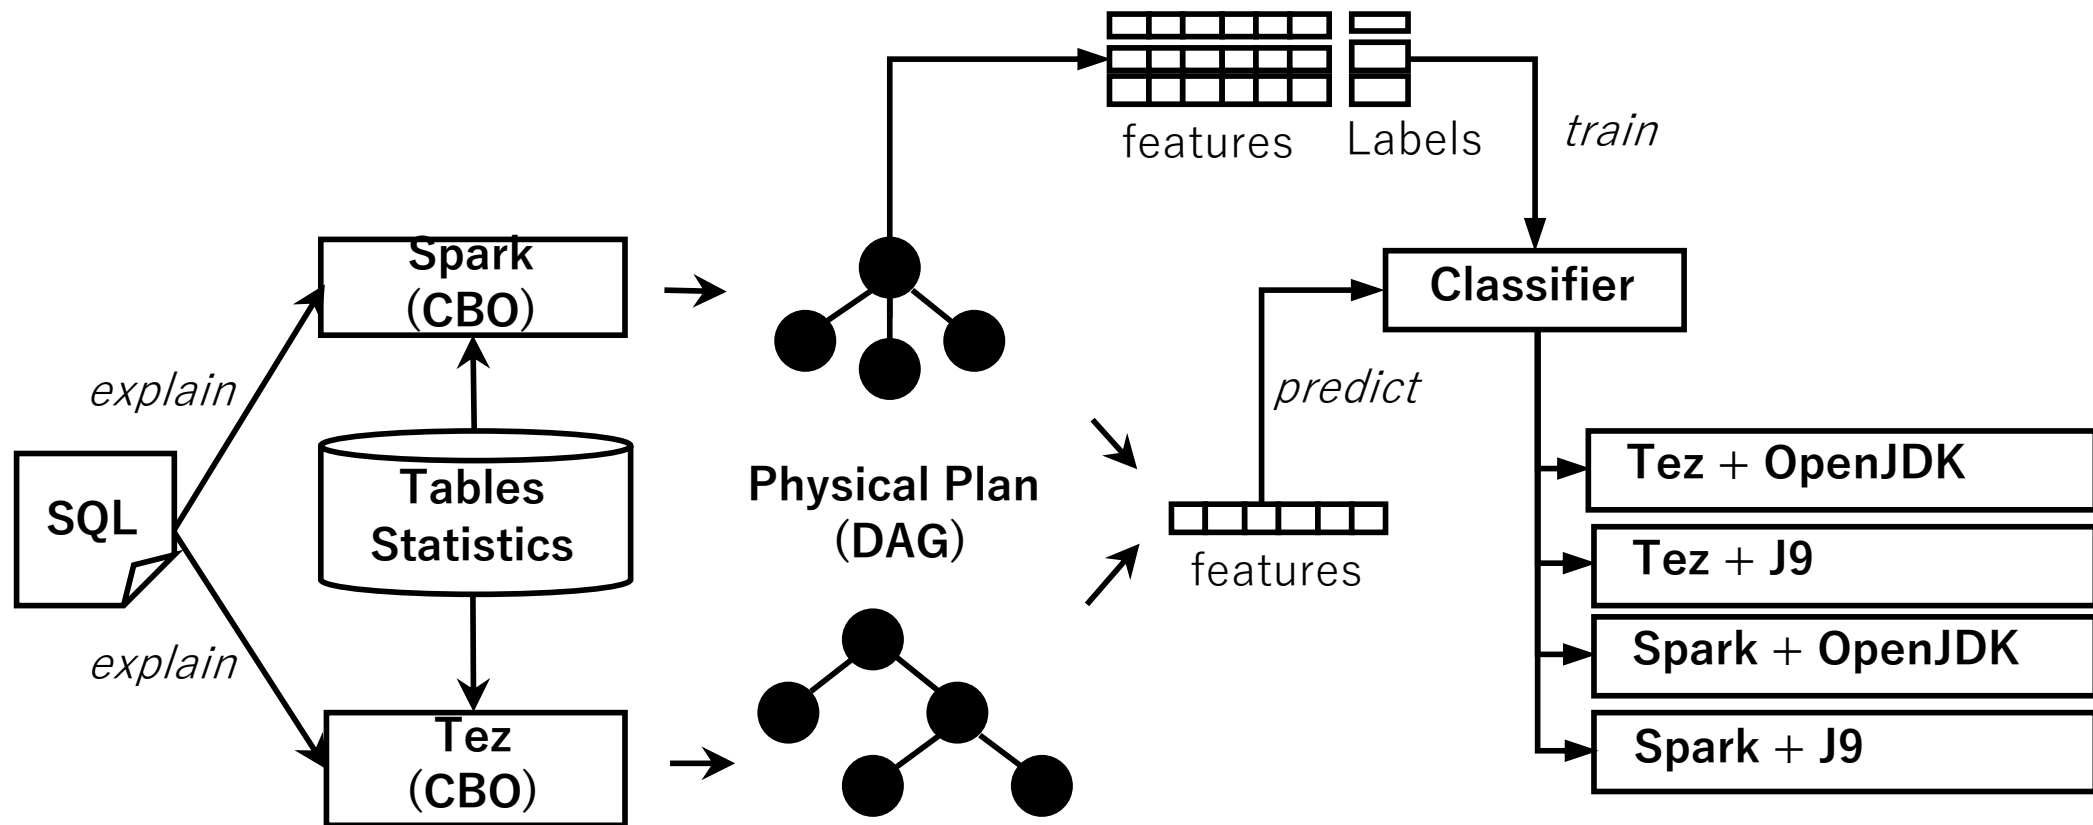 features
Labels
train
Spark
(CBO)
Classifier
explain
predict
Tables
Statistics
SQL
Physical Plan
(DAG)
features
explain
Tez
(CBO)
Tez + OpenJDK
Tez + J9
Spark + OpenJDK
Spark + J9